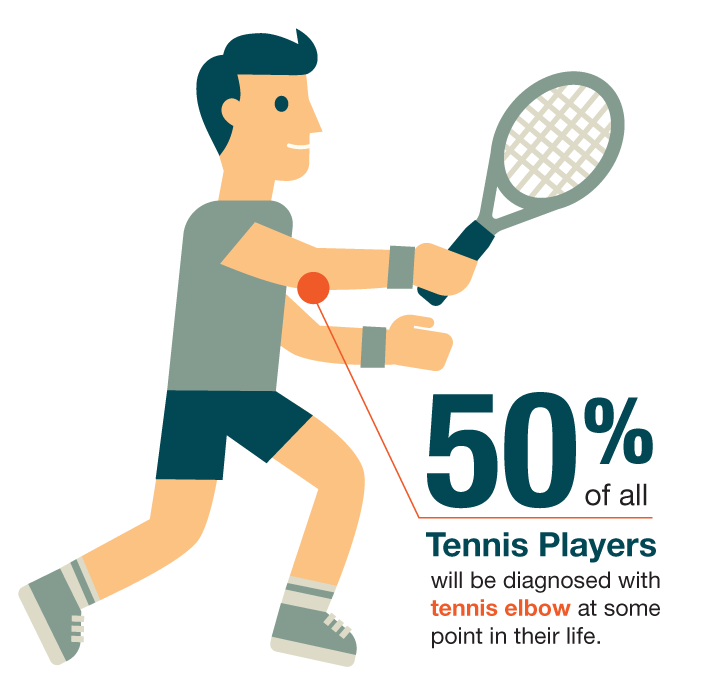 50%
of all
Tennis Players
will be diagnosed with
tennis elbow at some
point in their life.